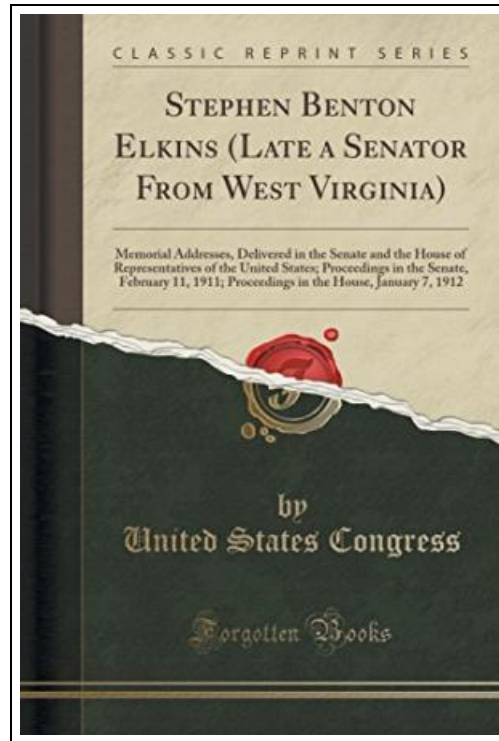 CLASSIC REPRINT SERIES
STEPHEN BENTON
ELKINS (LATE A SENATOR
FROM WEST VIRGINIA)
Memorial Addresses, Delivered in the Senate and the House of
Representatives of the United States; Proceedings in the Senate,
February 11, 1911; Proceedings in the House, January 7, 1912
by
United States Congress
Forgotten Books